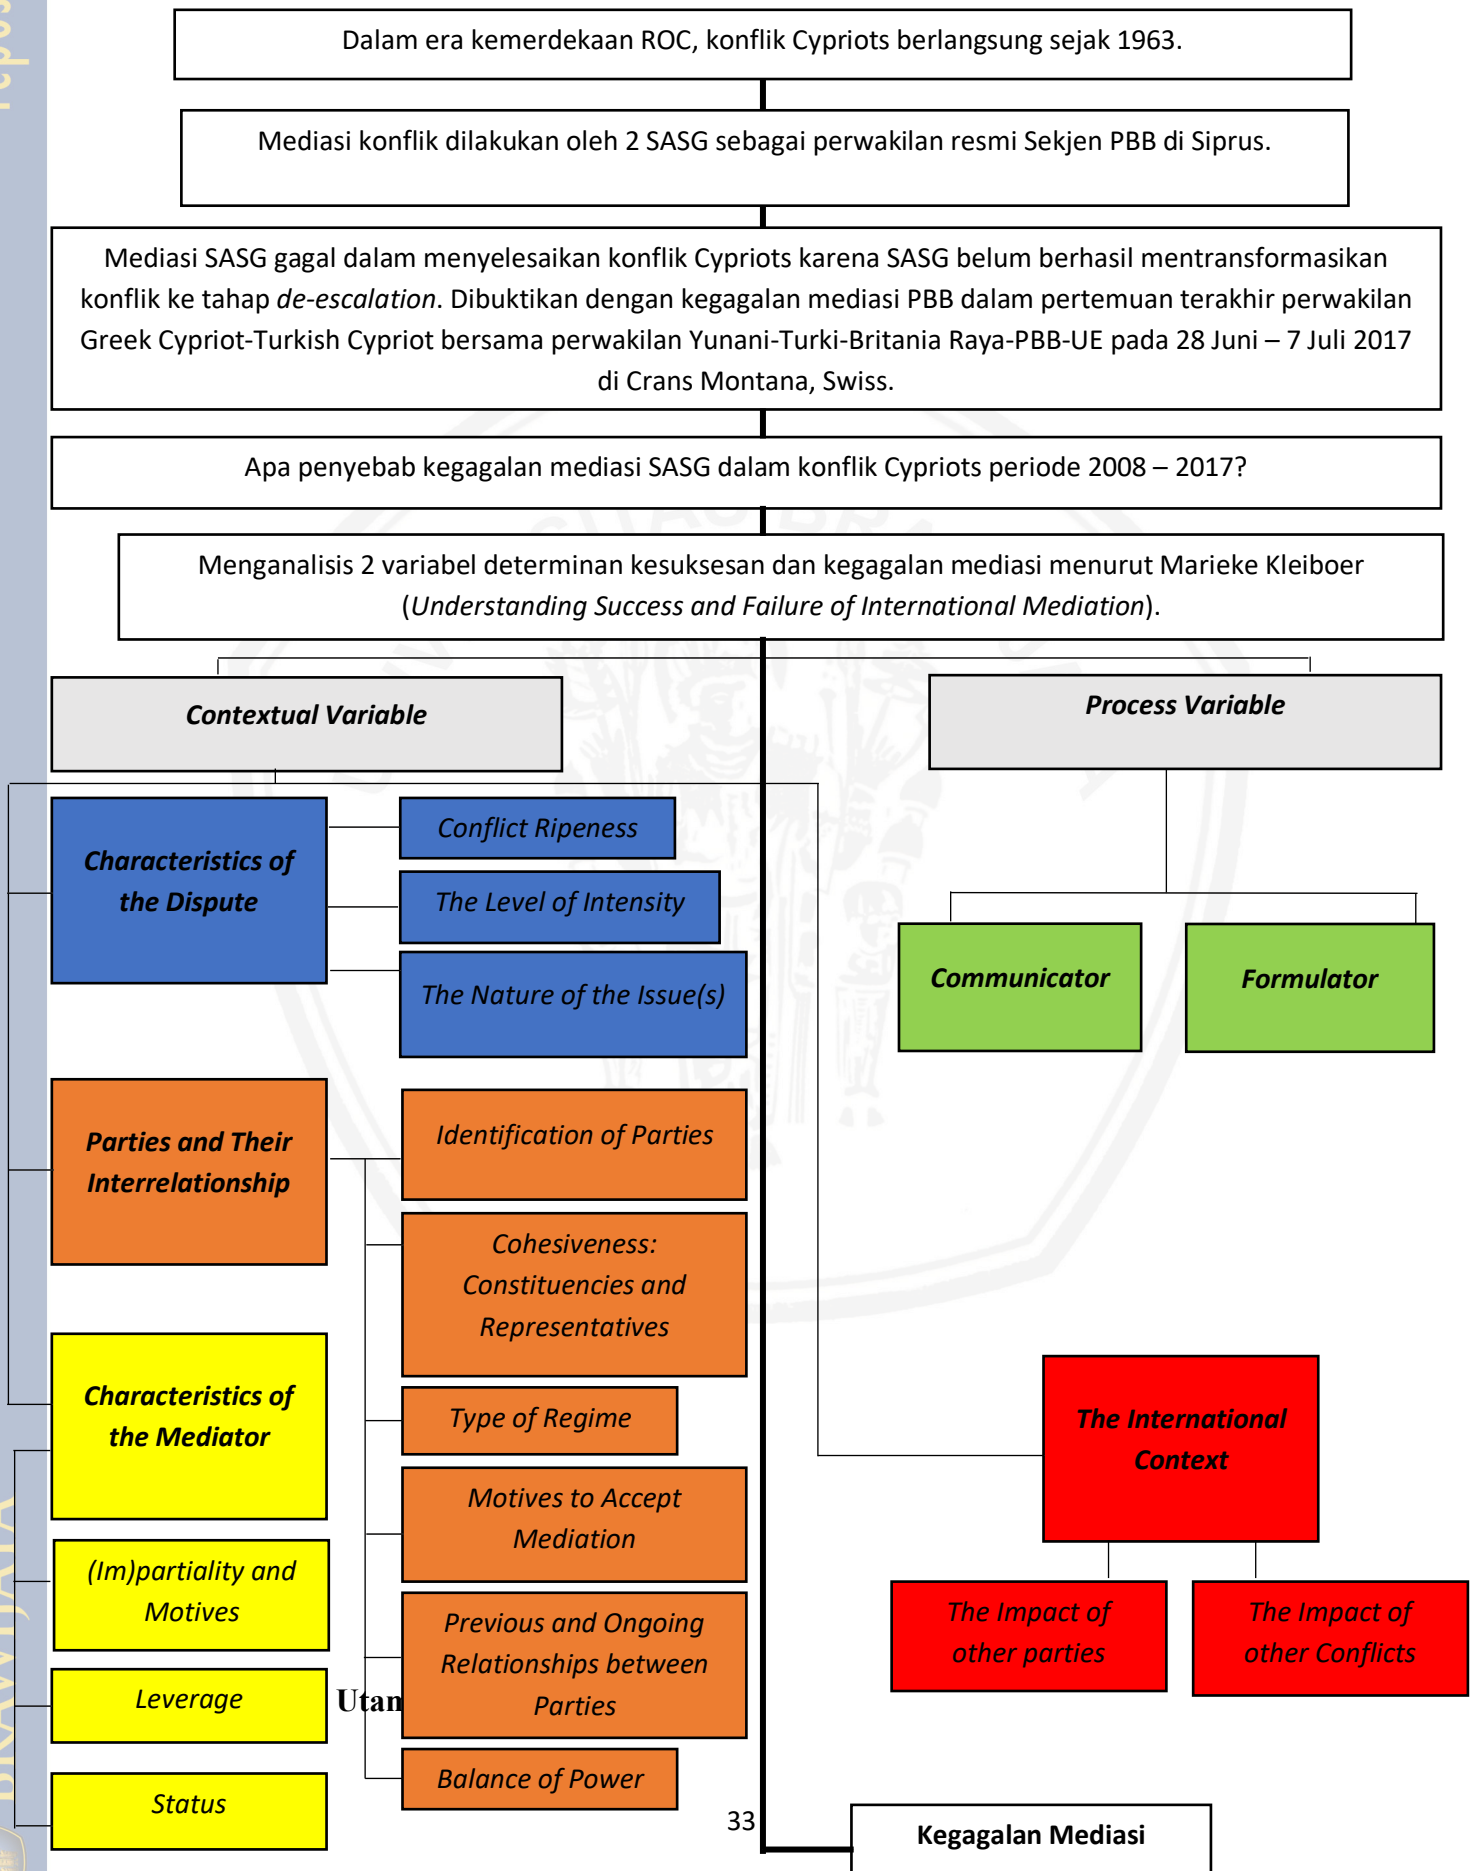 Dalam era kemerdekaan ROC, konflik Cypriots berlangsung sejak 1963.
Mediasi konflik dilakukan oleh 2 SASG sebagai perwakilan resmi Sekjen PBB di Siprus.
Mediasi SASG gagal dalam menyelesaikan konflik Cypriots karena SASG belum berhasil mentransformasikan
konflik ke tahap de-escalation. Dibuktikan dengan kegagalan mediasi PBB dalam pertemuan terakhir perwakilan
Greek Cypriot-Turkish Cypriot bersama perwakilan Yunani-Turki-Britania Raya-PBB-UE pada 28 Juni – 7 Juli 2017
di Crans Montana, Swiss.
Apa penyebab kegagalan mediasi SASG dalam konflik Cypriots periode 2008 – 2017?
Menganalisis 2 variabel determinan kesuksesan dan kegagalan mediasi menurut Marieke Kleiboer
(Understanding Success and Failure of International Mediation).
Contextual Variable
Process Variable
Characteristics of
the Dispute
Conflict Ripeness
The Level of Intensity
The Nature of the Issue(s)
Communicator
Formulator
Parties and Their
Interrelationship
Identification of Parties
Cohesiveness:
Constituencies and
Representatives
Type of Regime
Motives to Accept
Mediation
Previous and Ongoing
Relationships between
Parties
Balance of Power
Characteristics of
the Mediator
(Im)partiality and
Motives
Leverage
Status
The International
Context
The Impact of
other parties
The Impact of
other Conflicts
33
Kegagalan Mediasi